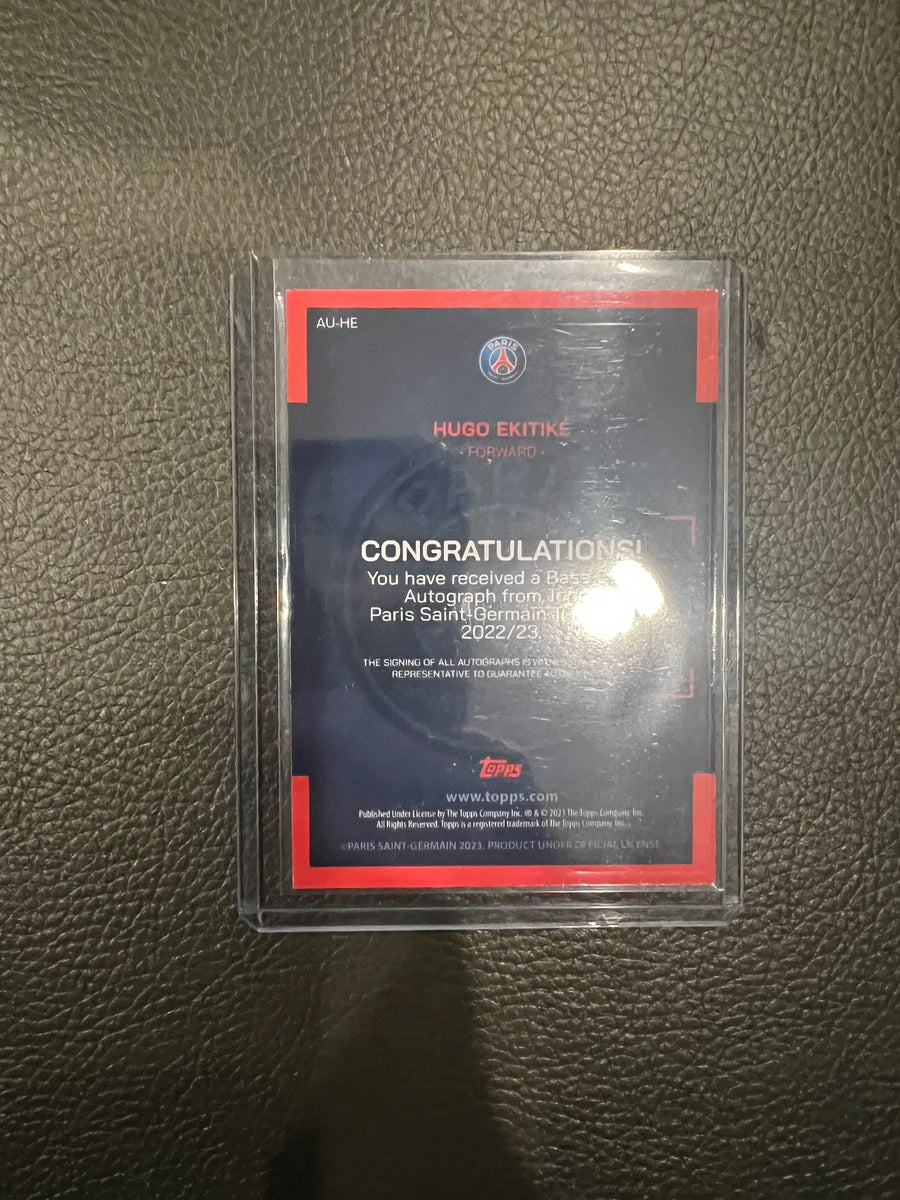 AU-HE
PARIS
HUGO EKITIKÉ
· FORWARD ·
CONGRATULATIONS!
You have received a Base
Autograph from
Paris Saint-Germain
2022/23.
THE SIGNING OF ALL AUTOGRAPHS IS
REPRESENTATIVE TO GUARANTEE
topps
www.topps.com
Published Under License by The Topps Company Inc. ® & © 2023 The Topps Company, Inc.
All Rights Reserved. Topps is a registered trademark of The Topps Company, Inc.
©PARIS SAINT-GERMAIN 2023. PRODUCT UNDER OFFICIAL LICENSE